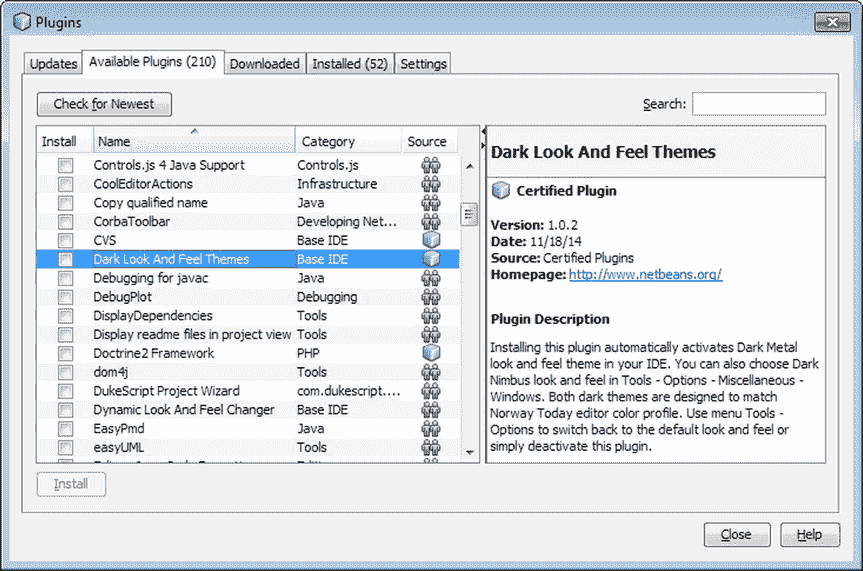 Plugins
Updates Available Plugins (210) Downloaded Installed (52) Settings
Check for Newest Search:
Install Name Category Source
Controls.js 4 Java Support Controls.js
CoolEditorActions Infrastructure
Copy qualified name Java
CorbaToolbar Developing Net...
CVS Base IDE
Dark Look And Feel Themes Base IDE
Debugging for javac Java
DebugPlot Debugging
DisplayDependencies Tools
Display readme files in project view Tools
Doctrine2 Framework PHP
dom4j Tools
DukeScript Project Wizard com.dukescript....
Dynamic Look And Feel Changer Base IDE
EasyPmd Java
easyUML Tools
Dark Look And Feel Themes
Certified Plugin
Version: 1.0.2
Date: 11/18/14
Source: Certified Plugins
Homepage: http://www.netbeans.org/
Plugin Description
Installing this plugin automatically activates Dark Metal
look and feel theme in your IDE. You can also choose Dark
Nimbus look and feel in Tools - Options - Miscellaneous -
Windows. Both dark themes are designed to match
Norway Today editor color profile. Use menu Tools -
Options to switch back to the default look and feel or
simply deactivate this plugin.
Install
Close Help